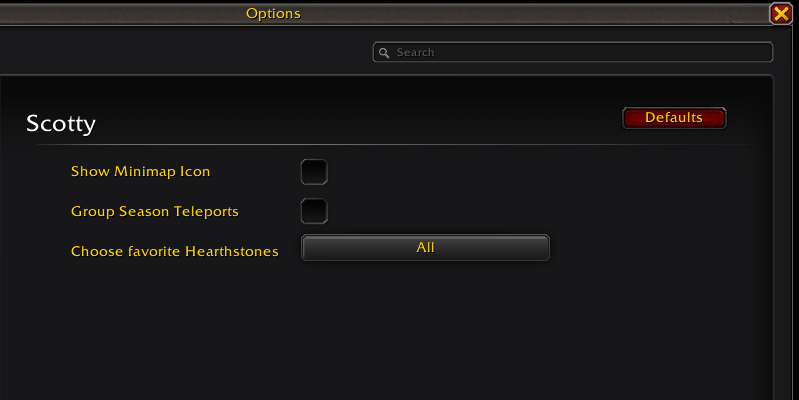 Options
Search
Scotty
Defaults
Show Minimap Icon
Group Season Teleports
Choose favorite Hearthstones
All